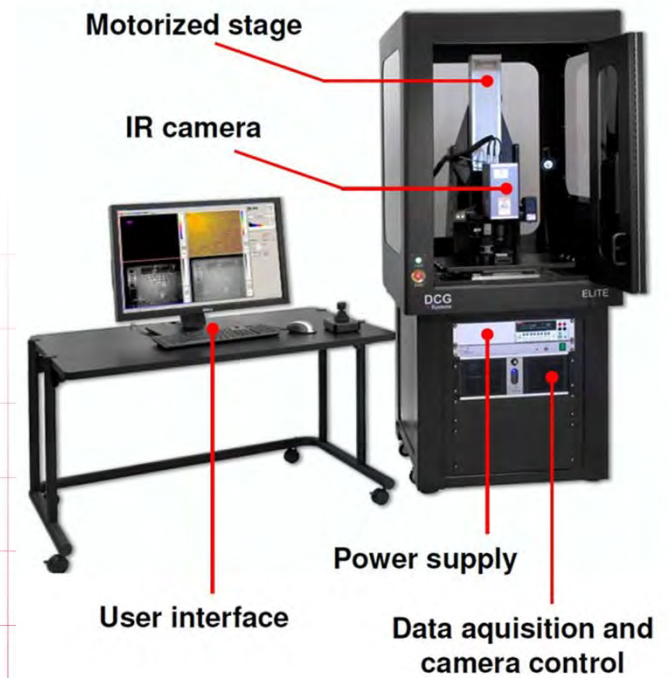 Motorized stage
IR camera
DCG
Systems
ELITE
Power supply
User interface
Data aquisition and
camera control